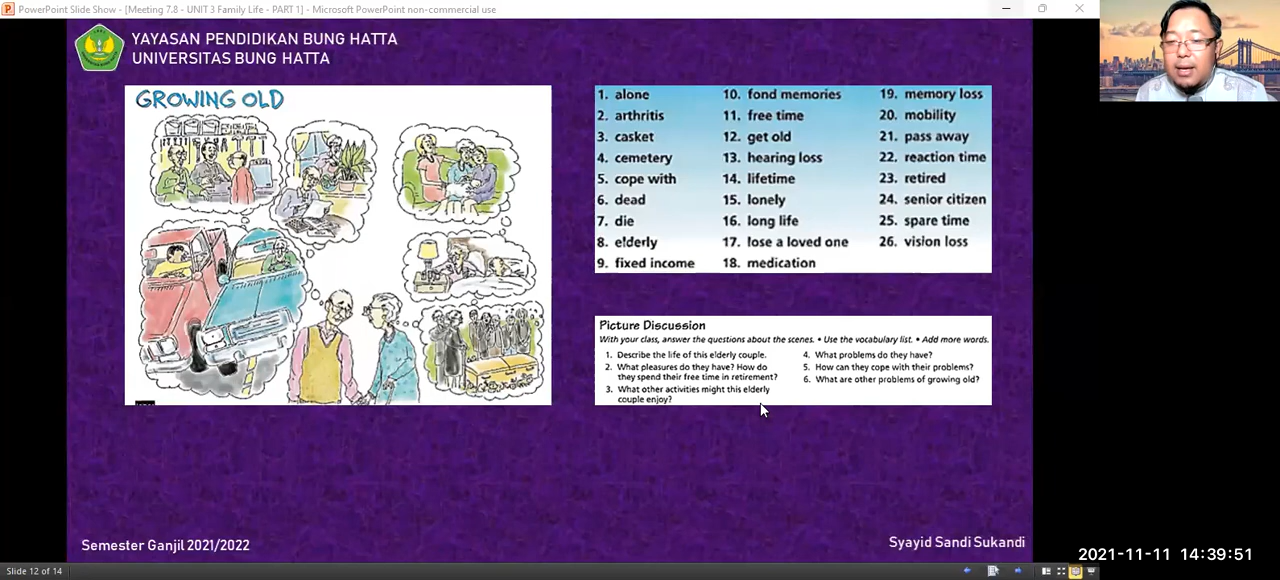 PowerPoint Slide Show - [Meeting 7.8 - UNIT 3 Family Life - PART 1] - Microsoft PowerPoint non-commercial use
YAYASAN PENDIDIKAN BUNG HATTA
UNIVERSITAS BUNG HATTA
GROWING OLD
1. alone
2. arthritis
3. casket
4. cemetery
5. cope with
6. dead
7. die
8. elderly
9. fixed income
10. fond memories
11. free time
12. get old
13. hearing loss
14. lifetime
15. lonely
16. long life
17. lose a loved one
18. medication
19. memory loss
20. mobility
21. pass away
22. reaction time
23. retired
24. senior citizen
25. spare time
26. vision loss
Picture Discussion
With your class, answer the questions about the scenes. • Use the vocabulary list. • Add more words.
1. Describe the life of this elderly couple.
2. What pleasures do they have? How do
they spend their free time in retirement?
3. What other activities might this elderly
couple enjoy?
4. What problems do they have?
5. How can they cope with their problems?
6. What are other problems of growing old?
Semester Ganjil 2021/2022
Syayid Sandi Sukandi
2021-11-11 14:39:51
Slide 12 of 14